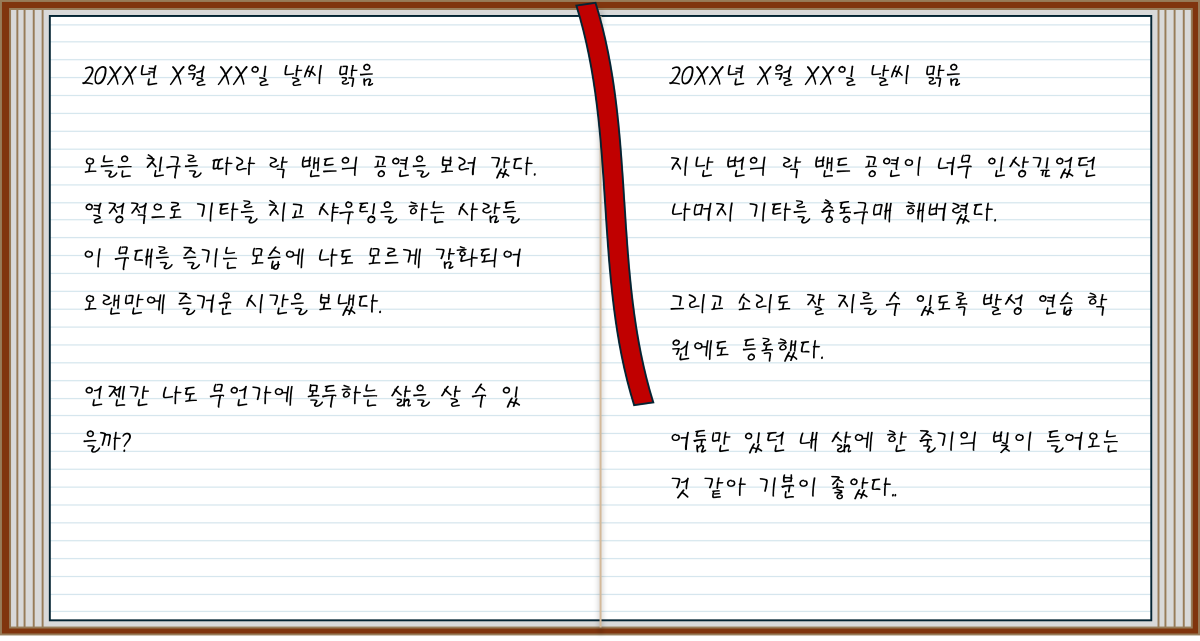 20XX년 X월 XX일 날씨 맑음
오늘은 친구를 따라 락 밴드의 공연을 보러 갔다.
열정적으로 기타를 치고 샤우팅을 하는 사람들
이 무대를 즐기는 모습에 나도 모르게 감화되어
오랜만에 즐거운 시간을 보냈다.
언젠간 나도 무언가에 몰두하는 삶을 살 수 있
을까?
20XX년 X월 XX일 날씨 맑음
지난 번의 락 밴드 공연이 너무 인상깊었던
나머지 기타를 충동구매 해버렸다.
그리고 소리도 잘 지를 수 있도록 발성 연습 학
원에도 등록했다.
어둠만 있던 내 삶에 한 줄기의 빛이 들어오는
것 같아 기분이 좋았다..